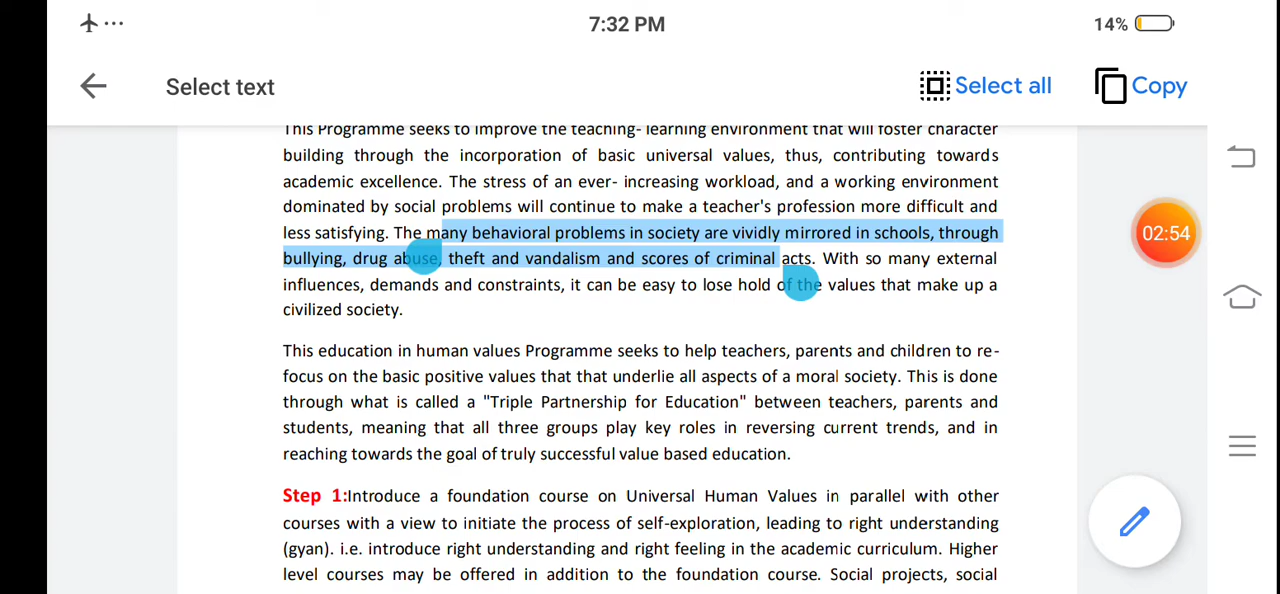 7:32 PM
14%
Select text
Select all
Copy
This Programme seeks to improve the teaching- learning environment that will foster character
building through the incorporation of basic universal values, thus, contributing towards
academic excellence. The stress of an ever- increasing workload, and a working environment
dominated by social problems will continue to make a teacher's profession more difficult and
less satisfying. The many behavioral problems in society are vividly mirrored in schools, through
bullying, drug abuse, theft and vandalism and scores of criminal acts. With so many external
influences, demands and constraints, it can be easy to lose hold of the values that make up a
civilized society.
This education in human values Programme seeks to help teachers, parents and children to re-
focus on the basic positive values that that underlie all aspects of a moral society. This is done
through what is called a "Triple Partnership for Education" between teachers, parents and
students, meaning that all three groups play key roles in reversing current trends, and in
reaching towards the goal of truly successful value based education.
Step 1:Introduce a foundation course on Universal Human Values in parallel with other
courses with a view to initiate the process of self-exploration, leading to right understanding
(gyan). i.e. introduce right understanding and right feeling in the academic curriculum. Higher
level courses may be offered in addition to the foundation course. Social projects, social
02:54